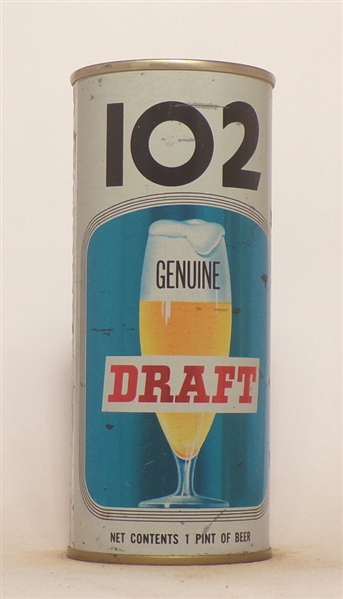 102
GENUINE
DRAFT
NET CONTENTS 1 PINT OF BEER